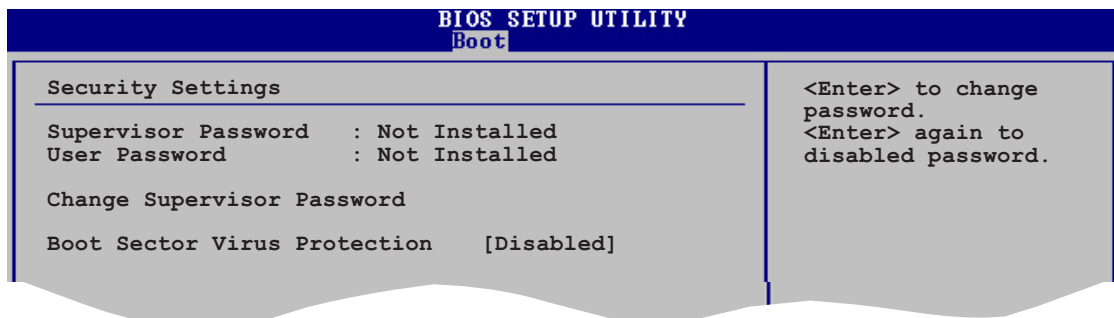 BIOS SETUP UTILITY
Boot
Security Settings
Supervisor Password : Not Installed
User Password : Not Installed
Change Supervisor Password
Boot Sector Virus Protection [Disabled]
<Enter> to change
password.
<Enter> again to
disabled password.